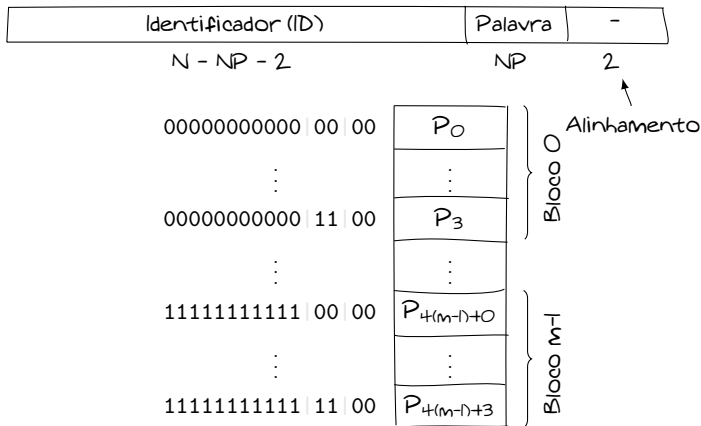 Identificador (ID) Palavra -
N - NP - 2 NP 2
Alinhamento
00000000000 00 00 P0
⋮ ⋮
00000000000 11 00 P3
Bloco 0
⋮ ⋮
11111111111 00 00 P4(m-1)+0
⋮ ⋮
11111111111 11 00 P4(m-1)+3
Bloco m-1